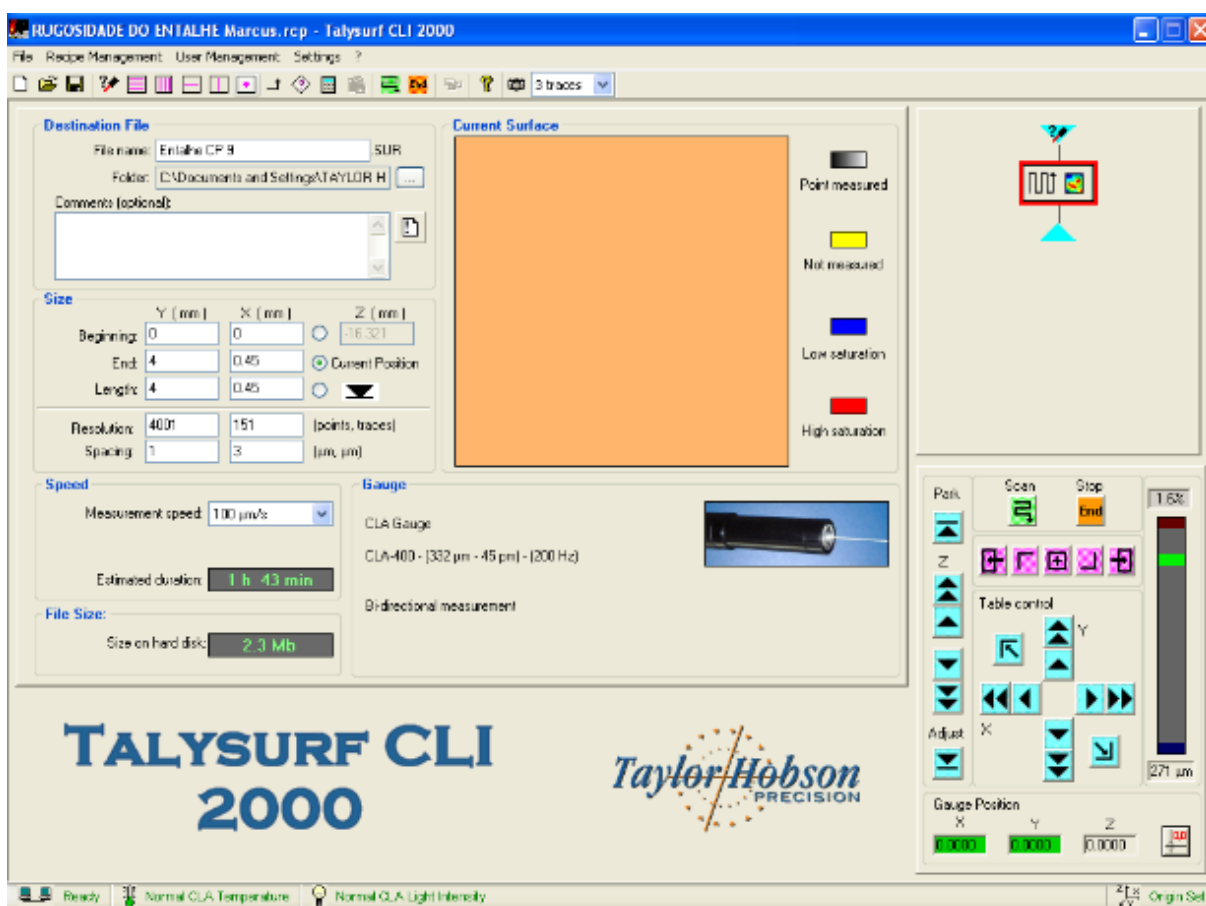 RUGOSIDADE DO ENTALHE Marcus.rcp - Talysurf CLI 2000
File Recipe Management User Management Settings ?
3 traces
Destination File
File name: Entalhe CP 9 .SUR
Folder: C:\Documents and Settings\TAYLOR H ...
Comments (optional):
Size
Y ( mm ) X ( mm ) Z ( mm )
Beginning: 0 0 -16.321
End: 4 0.45 Current Position
Length: 4 0.45
Resolution: 4001 151 (points, traces)
Spacing: 1 3 (µm, µm)
Speed
Measurement speed: 100 µm/s
Estimated duration: 1 h 43 min
File Size:
Size on hard disk: 2.3 Mb
Current Surface
Point measured
Not measured
Low saturation
High saturation
Gauge
CLA Gauge
CLA-400 - (332 µm - 45 µm) - (200 Hz)
Bi-directional measurement
TALYSURF CLI
2000
Taylor Hobson
PRECISION
Park
Scan Stop
End
1.6%
Z
Table control
Y
X
Adjust
271 µm
Gauge Position
X Y Z
0.0000 0.0000 0.0000
Ready Normal CLA Temperature Normal CLA Light Intensity Origin Set